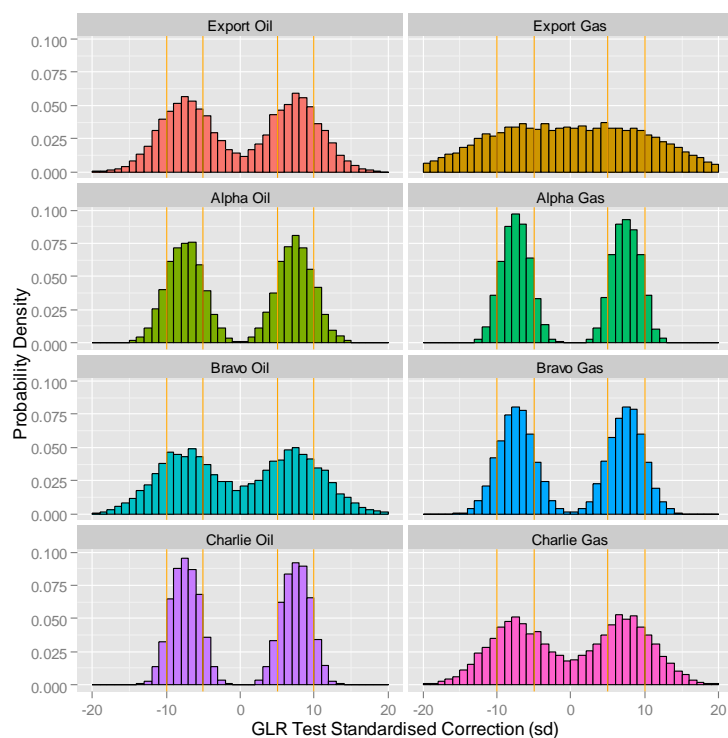 Export Oil
Export Gas
0.100
0.075
0.050
0.025
0.000
Alpha Oil
Alpha Gas
0.100
0.075
0.050
0.025
0.000
Bravo Oil
Bravo Gas
0.100
0.075
0.050
0.025
0.000
Charlie Oil
Charlie Gas
0.100
0.075
0.050
0.025
0.000
Probability Density
-20 -10 0 10 20
-20 -10 0 10 20
GLR Test Standardised Correction (sd)